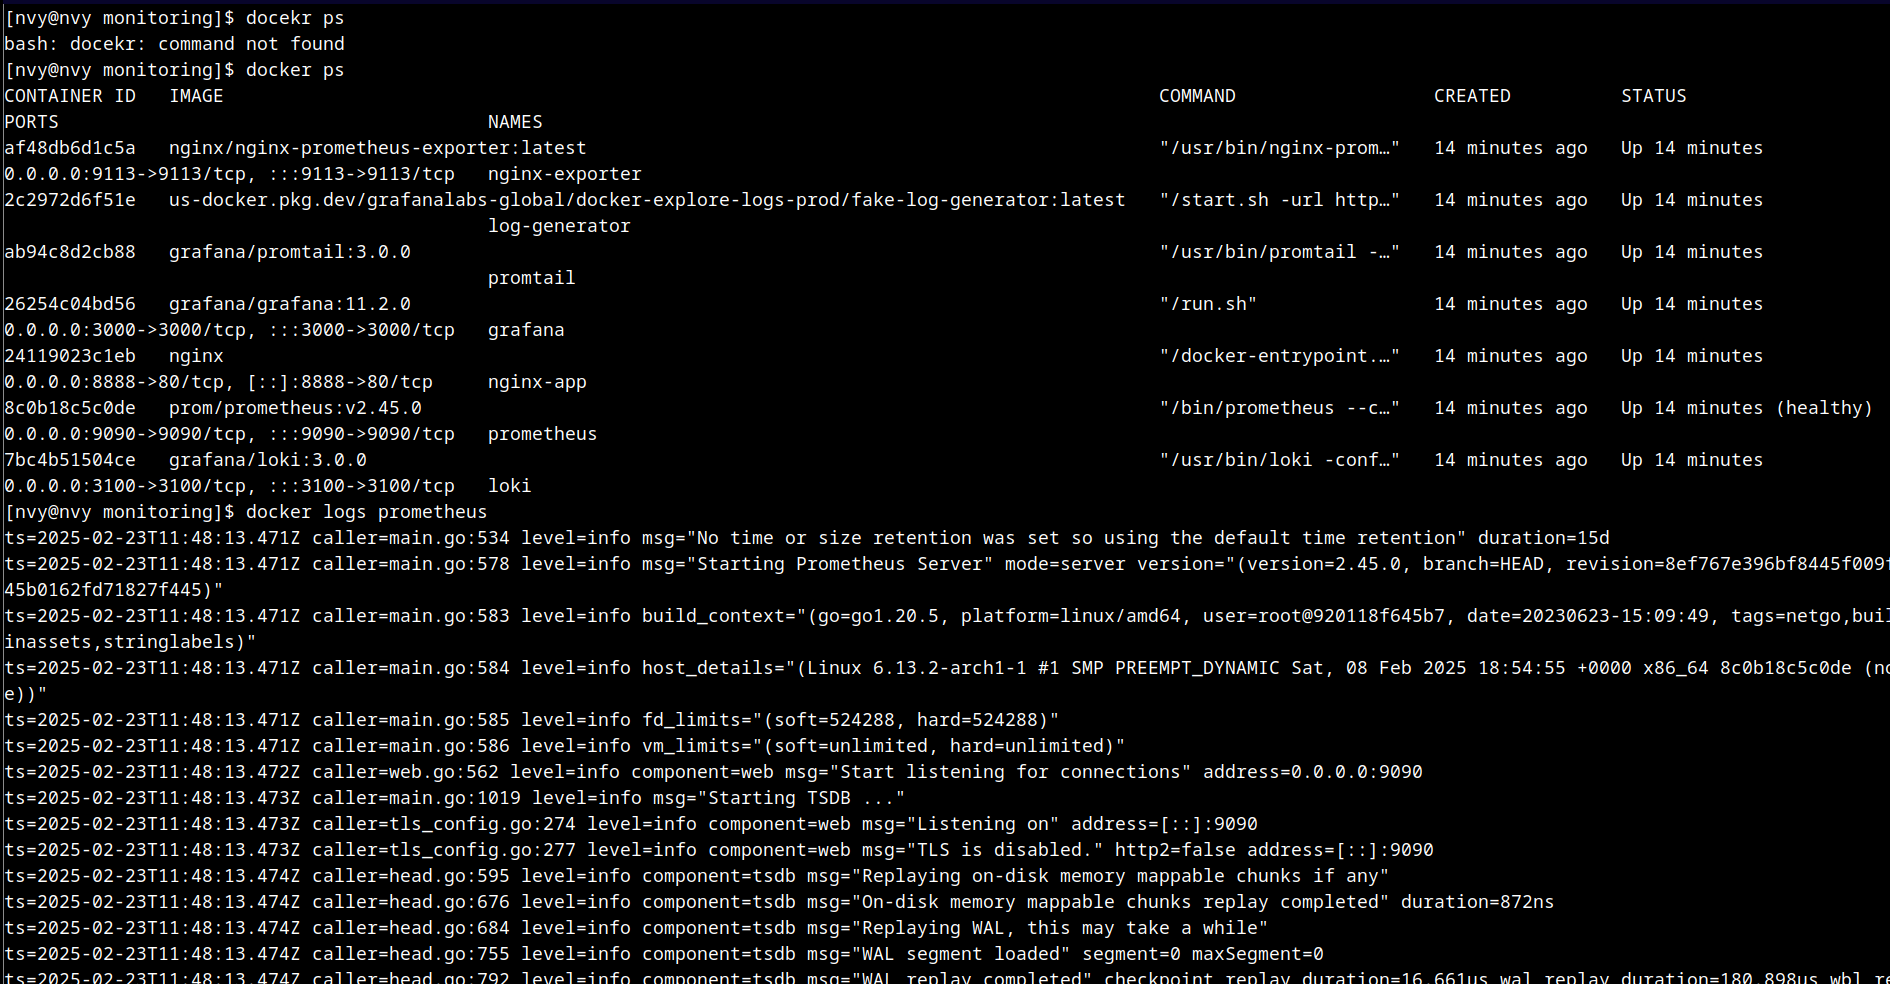 [nvy@nvy monitoring]$ docekr ps
bash: docekr: command not found
[nvy@nvy monitoring]$ docker ps
CONTAINER ID   IMAGE   COMMAND   CREATED   STATUS
PORTS   NAMES
af48db6d1c5a   nginx/nginx-prometheus-exporter:latest   "/usr/bin/nginx-prom…"   14 minutes ago   Up 14 minutes
0.0.0.0:9113->9113/tcp, :::9113->9113/tcp   nginx-exporter
2c2972d6f51e   us-docker.pkg.dev/grafanalabs-global/docker-explore-logs-prod/fake-log-generator:latest   "/start.sh -url http…"   14 minutes ago   Up 14 minutes
log-generator
ab94c8d2cb88   grafana/promtail:3.0.0   "/usr/bin/promtail -…"   14 minutes ago   Up 14 minutes
promtail
26254c04bd56   grafana/grafana:11.2.0   "/run.sh"   14 minutes ago   Up 14 minutes
0.0.0.0:3000->3000/tcp, :::3000->3000/tcp   grafana
24119023c1eb   nginx   "/docker-entrypoint.…"   14 minutes ago   Up 14 minutes
0.0.0.0:8888->80/tcp, [::]:8888->80/tcp   nginx-app
8c0b18c5c0de   prom/prometheus:v2.45.0   "/bin/prometheus --c…"   14 minutes ago   Up 14 minutes (healthy)
0.0.0.0:9090->9090/tcp, :::9090->9090/tcp   prometheus
7bc4b51504ce   grafana/loki:3.0.0   "/usr/bin/loki -conf…"   14 minutes ago   Up 14 minutes
0.0.0.0:3100->3100/tcp, :::3100->3100/tcp   loki
[nvy@nvy monitoring]$ docker logs prometheus
ts=2025-02-23T11:48:13.471Z caller=main.go:534 level=info msg="No time or size retention was set so using the default time retention" duration=15d
ts=2025-02-23T11:48:13.471Z caller=main.go:578 level=info msg="Starting Prometheus Server" mode=server version="(version=2.45.0, branch=HEAD, revision=8ef767e396bf8445f009f
45b0162fd71827f445)"
ts=2025-02-23T11:48:13.471Z caller=main.go:583 level=info build_context="(go=go1.20.5, platform=linux/amd64, user=root@920118f645b7, date=20230623-15:09:49, tags=netgo,buil
inassets,stringlabels)"
ts=2025-02-23T11:48:13.471Z caller=main.go:584 level=info host_details="(Linux 6.13.2-arch1-1 #1 SMP PREEMPT_DYNAMIC Sat, 08 Feb 2025 18:54:55 +0000 x86_64 8c0b18c5c0de (no
e))"
ts=2025-02-23T11:48:13.471Z caller=main.go:585 level=info fd_limits="(soft=524288, hard=524288)"
ts=2025-02-23T11:48:13.471Z caller=main.go:586 level=info vm_limits="(soft=unlimited, hard=unlimited)"
ts=2025-02-23T11:48:13.472Z caller=web.go:562 level=info component=web msg="Start listening for connections" address=0.0.0.0:9090
ts=2025-02-23T11:48:13.473Z caller=main.go:1019 level=info msg="Starting TSDB ..."
ts=2025-02-23T11:48:13.473Z caller=tls_config.go:274 level=info component=web msg="Listening on" address=[::]:9090
ts=2025-02-23T11:48:13.473Z caller=tls_config.go:277 level=info component=web msg="TLS is disabled." http2=false address=[::]:9090
ts=2025-02-23T11:48:13.474Z caller=head.go:595 level=info component=tsdb msg="Replaying on-disk memory mappable chunks if any"
ts=2025-02-23T11:48:13.474Z caller=head.go:676 level=info component=tsdb msg="On-disk memory mappable chunks replay completed" duration=872ns
ts=2025-02-23T11:48:13.474Z caller=head.go:684 level=info component=tsdb msg="Replaying WAL, this may take a while"
ts=2025-02-23T11:48:13.474Z caller=head.go:755 level=info component=tsdb msg="WAL segment loaded" segment=0 maxSegment=0
ts=2025-02-23T11:48:13.474Z caller=head.go:792 level=info component=tsdb msg="WAL replay completed" checkpoint_replay_duration=16.661µs wal_replay_duration=180.898µs wbl_re